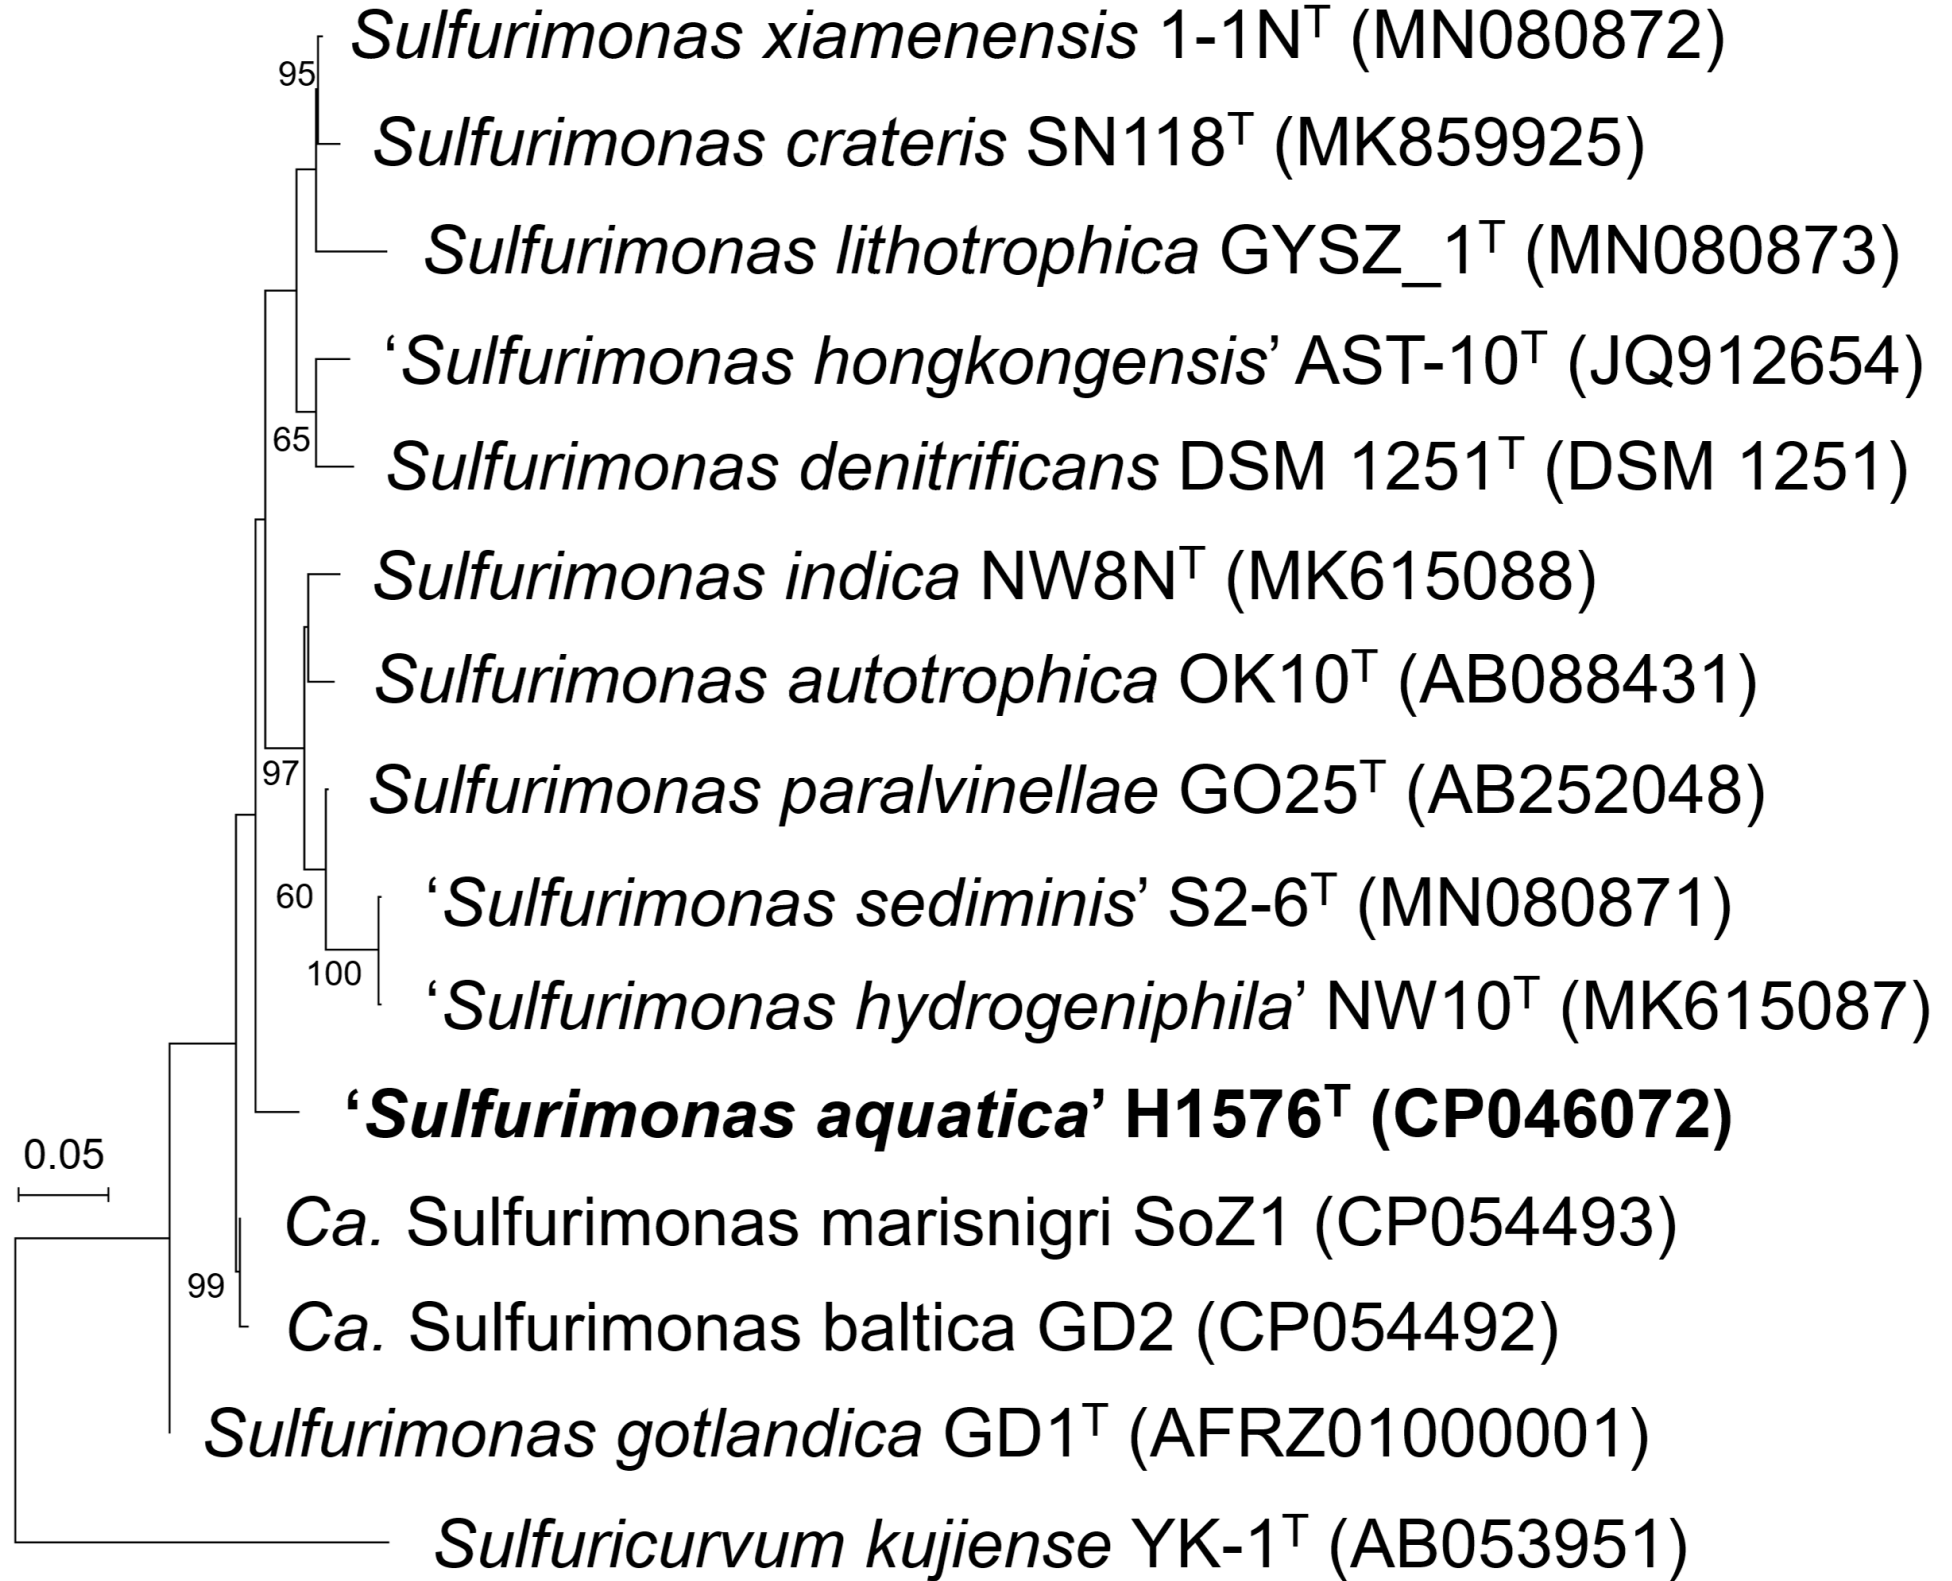 Sulfurimonas xiamenensis 1-1Nᵀ (MN080872)
95
Sulfurimonas crateris SN118ᵀ (MK859925)
Sulfurimonas lithotrophica GYSZ_1ᵀ (MN080873)
‘Sulfurimonas hongkongensis’ AST-10ᵀ (JQ912654)
65
Sulfurimonas denitrificans DSM 1251ᵀ (DSM 1251)
Sulfurimonas indica NW8Nᵀ (MK615088)
Sulfurimonas autotrophica OK10ᵀ (AB088431)
97
Sulfurimonas paralvinellae GO25ᵀ (AB252048)
60
‘Sulfurimonas sediminis’ S2-6ᵀ (MN080871)
100
‘Sulfurimonas hydrogeniphila’ NW10ᵀ (MK615087)
‘Sulfurimonas aquatica’ H1576ᵀ (CP046072)
0.05
Ca. Sulfurimonas marisnigri SoZ1 (CP054493)
99
Ca. Sulfurimonas baltica GD2 (CP054492)
Sulfurimonas gotlandica GD1ᵀ (AFRZ01000001)
Sulfuricurvum kujiense YK-1ᵀ (AB053951)